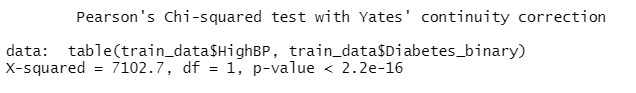 Pearson's Chi-squared test with Yates' continuity correction
data:  table(train_data$HighBP, train_data$Diabetes_binary)
X-squared = 7102.7, df = 1, p-value < 2.2e-16